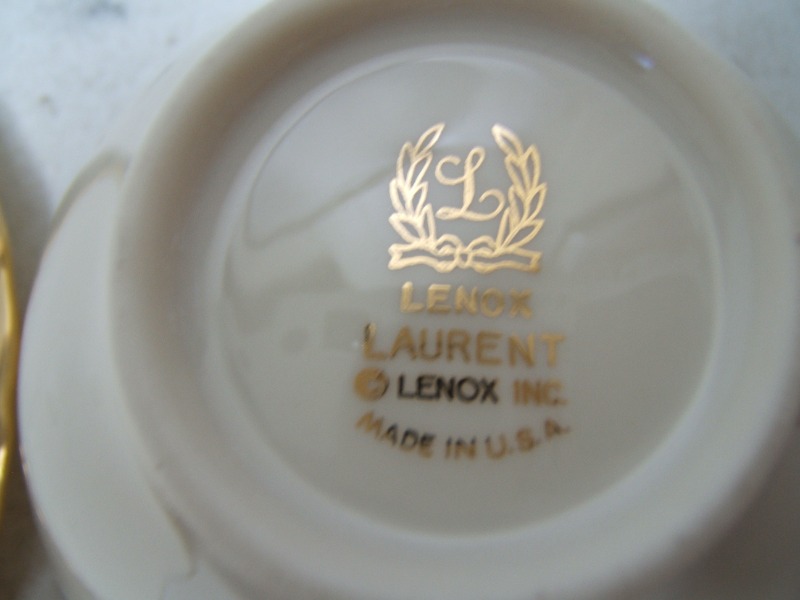 L
LENOX
LAURENT
© LENOX INC.
MADE IN U.S.A.